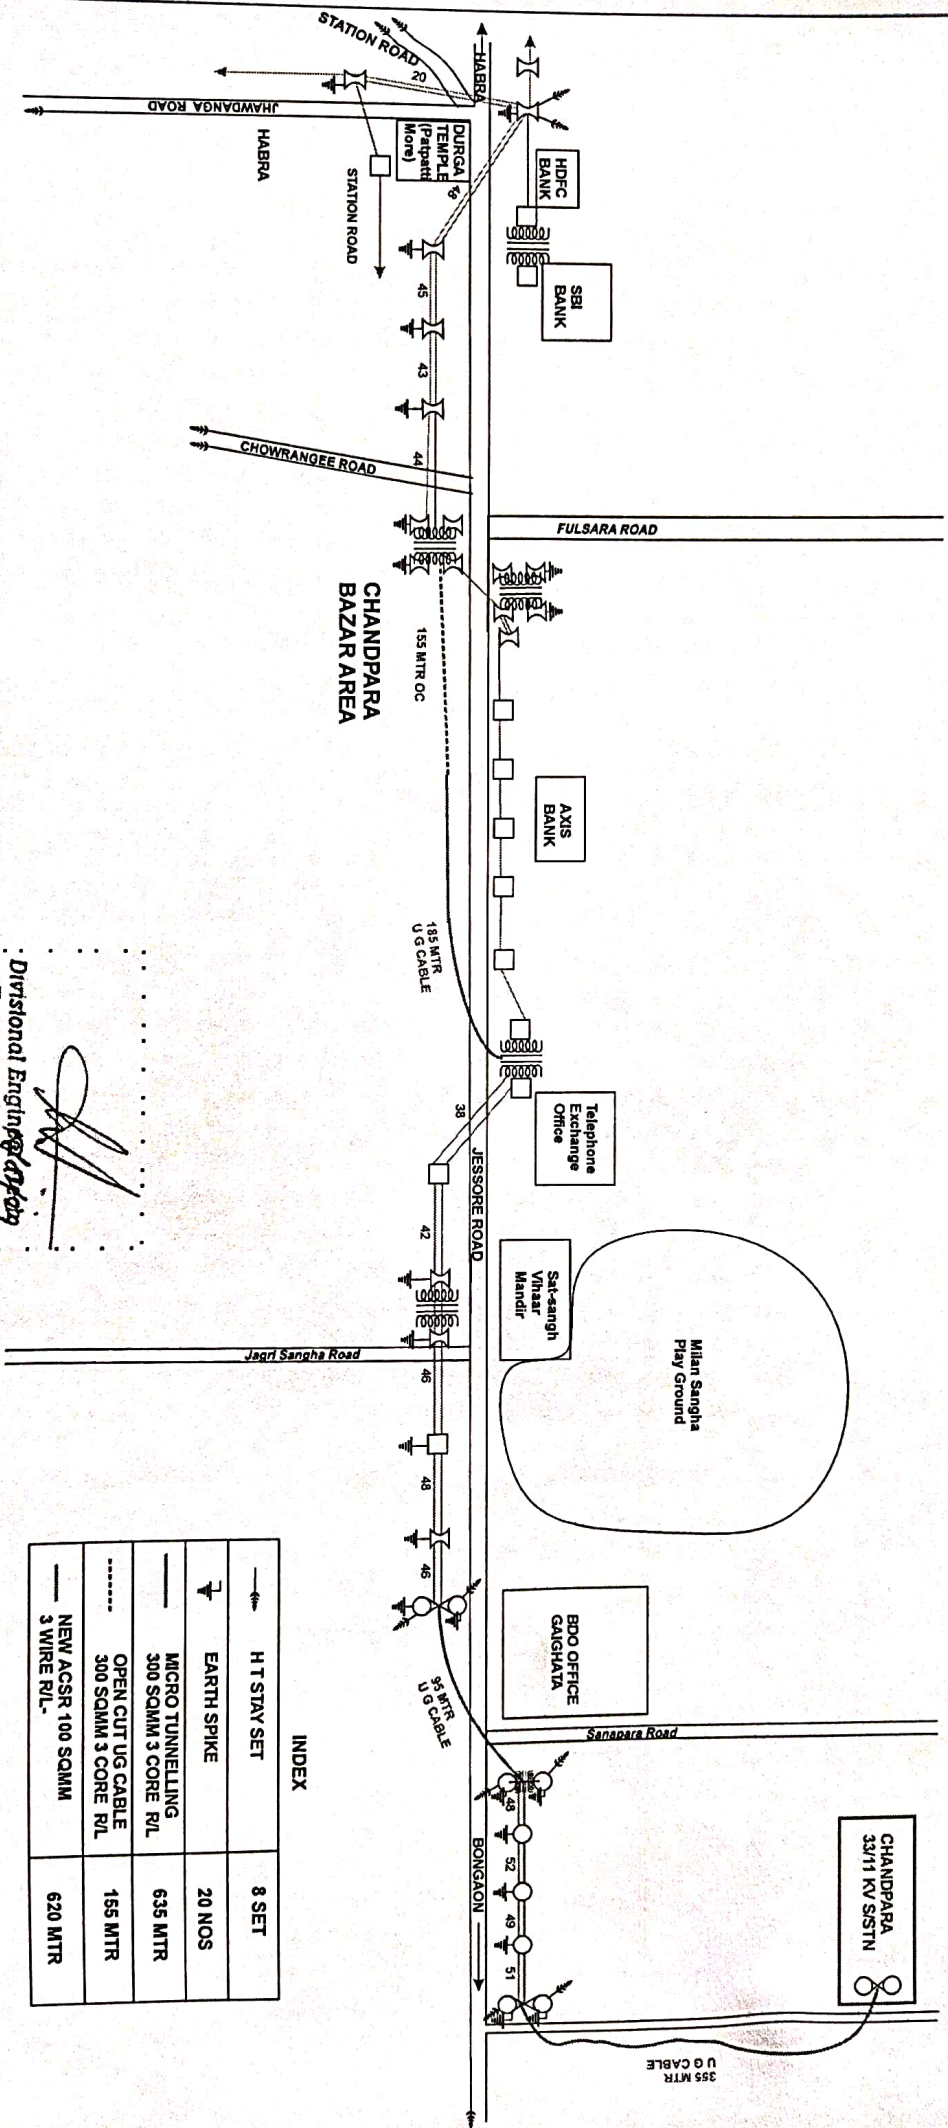 STATION ROAD
HABRA
20
JHAWDANGA ROAD
HABRA
DURGA
TEMPLE
(Patpatti
More)
STATION ROAD
HDFC
BANK
SBI
BANK
45
43
44
CHOWRANGEE ROAD
FULSARA ROAD
CHANDPARA
BAZAR AREA
155 MTR OC
AXIS
BANK
185 MTR
U G CABLE
Telephone
Exchange
Office
38
JESSORE ROAD
42
Sat-sangh
Vihaar
Mandir
Milan Sangha
Play Ground
Jagri Sangha Road
46
48
46
BDO OFFICE
GAIGHATA
95 MTR
U G CABLE
Sanapara Road
48
52
49
51
BONGAON
CHANDPARA
33/11 KV S/STN
355 MTR
U G CABLE
INDEX
H T STAY SET 8 SET
EARTH SPIKE 20 NOS
MICRO TUNNELLING
300 SQMM 3 CORE R/L 635 MTR
OPEN CUT UG CABLE
300 SQMM 3 CORE R/L 155 MTR
NEW ACSR 100 SQMM
3 WIRE R/L- 620 MTR
Divisional Engineer